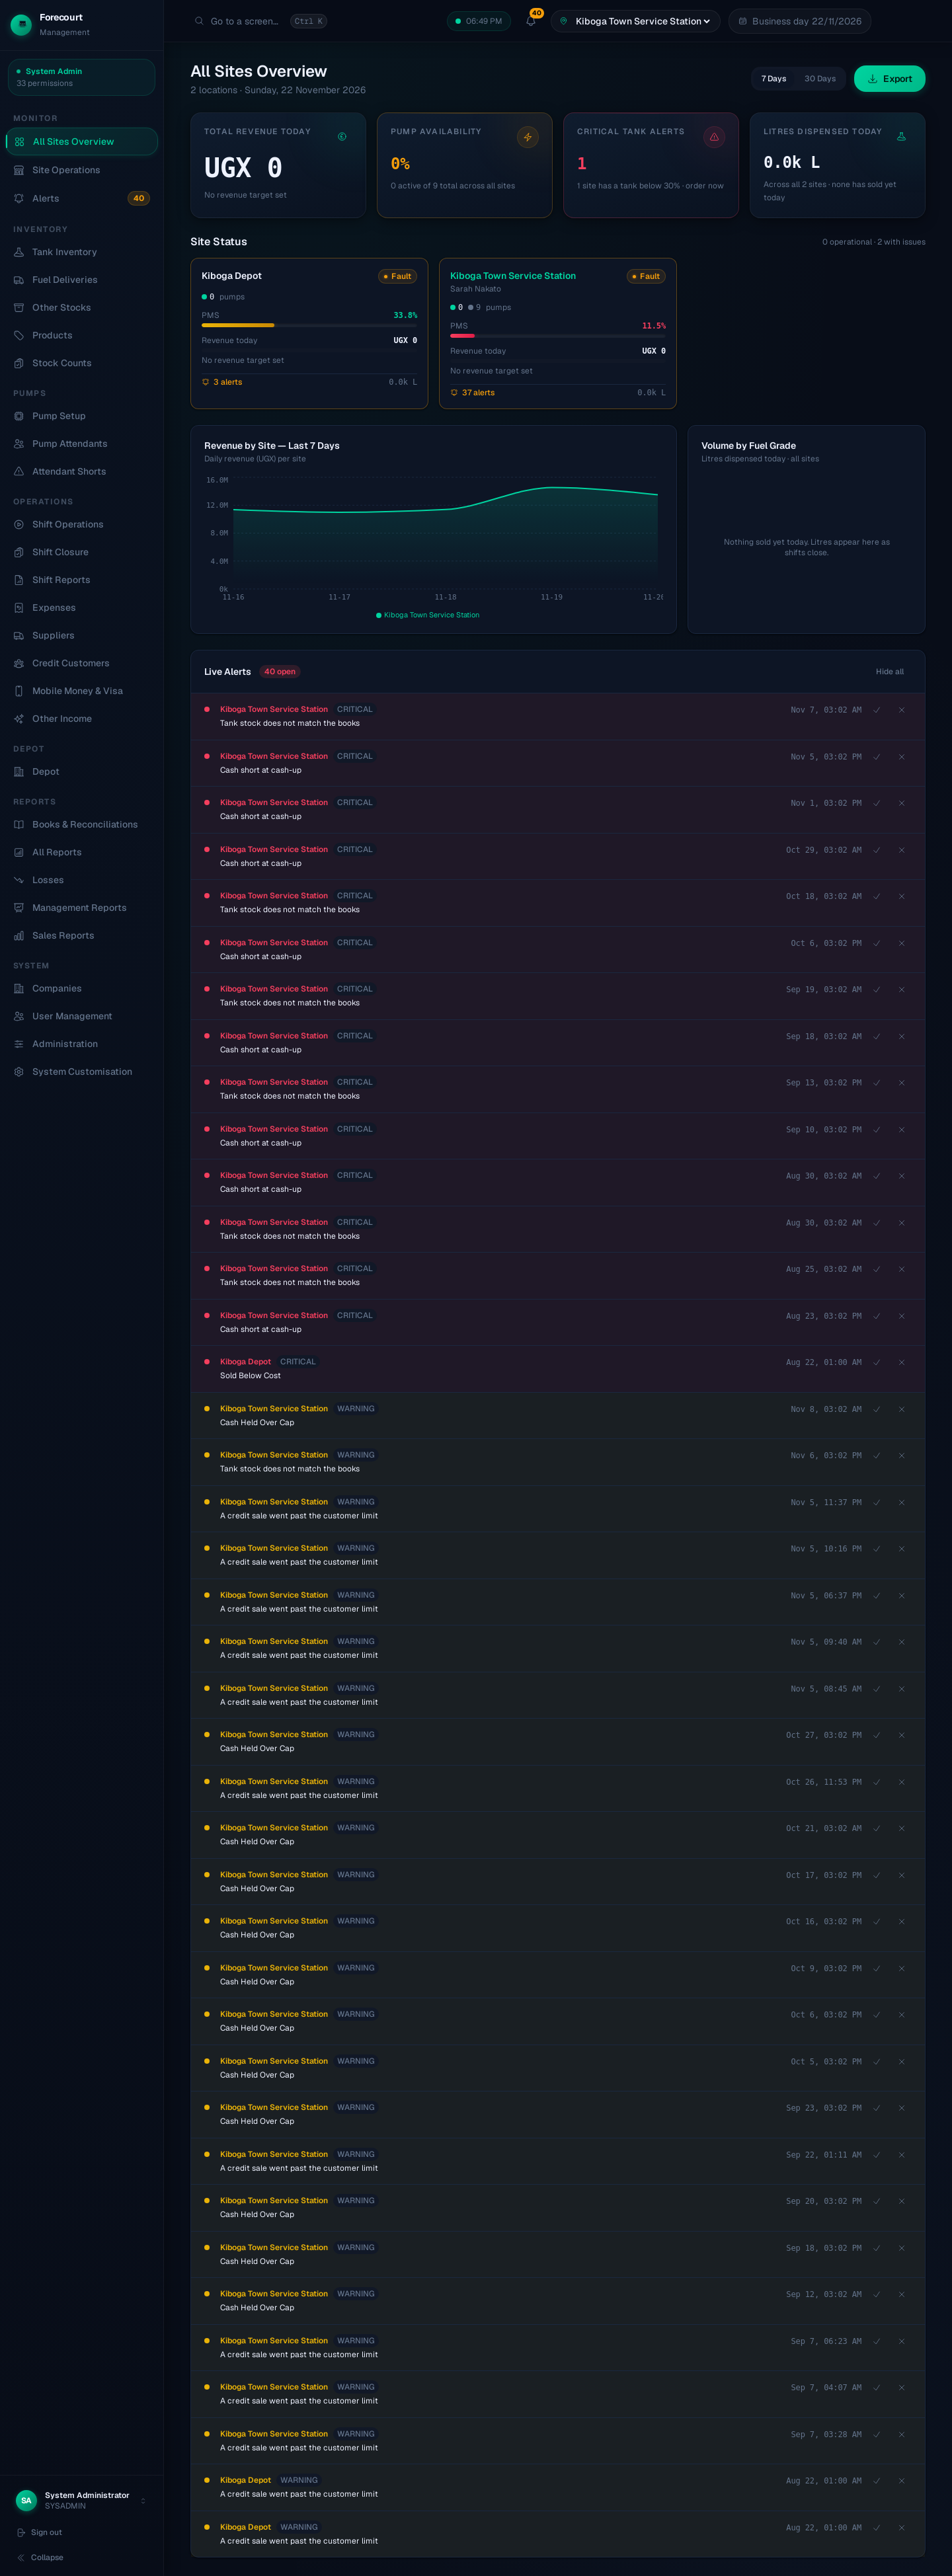 Forecourt
Management
System Admin
33 permissions
MONITOR
All Sites Overview
Site Operations
Alerts 40
INVENTORY
Tank Inventory
Fuel Deliveries
Other Stocks
Products
Stock Counts
PUMPS
Pump Setup
Pump Attendants
Attendant Shorts
OPERATIONS
Shift Operations
Shift Closure
Shift Reports
Expenses
Suppliers
Credit Customers
Mobile Money & Visa
Other Income
DEPOT
Depot
REPORTS
Books & Reconciliations
All Reports
Losses
Management Reports
Sales Reports
SYSTEM
Companies
User Management
Administration
System Customisation
SA System Administrator
SYSADMIN
Sign out
Collapse
Go to a screen... Ctrl K
06:49 PM
40
Kiboga Town Service Station
Business day 22/11/2026
All Sites Overview
2 locations · Sunday, 22 November 2026
7 Days 30 Days Export
TOTAL REVENUE TODAY
UGX 0
No revenue target set
PUMP AVAILABILITY
0%
0 active of 9 total across all sites
CRITICAL TANK ALERTS
1
1 site has a tank below 30% · order now
LITRES DISPENSED TODAY
0.0k L
Across all 2 sites · none has sold yet
today
Site Status
0 operational · 2 with issues
Kiboga Depot Fault
0 pumps
PMS 33.8%
Revenue today UGX 0
No revenue target set
3 alerts 0.0k L
Kiboga Town Service Station Fault
Sarah Nakato
0 9 pumps
PMS 11.5%
Revenue today UGX 0
No revenue target set
37 alerts 0.0k L
Revenue by Site — Last 7 Days
Daily revenue (UGX) per site
16.0M
12.0M
8.0M
4.0M
0k
11-16 11-17 11-18 11-19 11-20
Kiboga Town Service Station
Volume by Fuel Grade
Litres dispensed today · all sites
Nothing sold yet today. Litres appear here as
shifts close.
Live Alerts 40 open Hide all
Kiboga Town Service Station CRITICAL Nov 7, 03:02 AM
Tank stock does not match the books
Kiboga Town Service Station CRITICAL Nov 5, 03:02 PM
Cash short at cash-up
Kiboga Town Service Station CRITICAL Nov 1, 03:02 PM
Cash short at cash-up
Kiboga Town Service Station CRITICAL Oct 29, 03:02 AM
Cash short at cash-up
Kiboga Town Service Station CRITICAL Oct 18, 03:02 AM
Tank stock does not match the books
Kiboga Town Service Station CRITICAL Oct 6, 03:02 PM
Cash short at cash-up
Kiboga Town Service Station CRITICAL Sep 19, 03:02 AM
Tank stock does not match the books
Kiboga Town Service Station CRITICAL Sep 18, 03:02 AM
Cash short at cash-up
Kiboga Town Service Station CRITICAL Sep 13, 03:02 AM
Tank stock does not match the books
Kiboga Town Service Station CRITICAL Sep 10, 03:02 AM
Cash short at cash-up
Kiboga Town Service Station CRITICAL Aug 30, 03:02 AM
Cash short at cash-up
Kiboga Town Service Station CRITICAL Aug 30, 03:02 AM
Tank stock does not match the books
Kiboga Town Service Station CRITICAL Aug 25, 03:02 AM
Tank stock does not match the books
Kiboga Town Service Station CRITICAL Aug 23, 03:02 AM
Cash short at cash-up
Kiboga Depot CRITICAL Aug 22, 01:00 AM
Sold Below Cost
Kiboga Town Service Station WARNING Nov 8, 03:02 AM
Cash Held Over Cap
Kiboga Town Service Station WARNING Nov 6, 03:02 PM
Tank stock does not match the books
Kiboga Town Service Station WARNING Nov 5, 11:37 PM
A credit sale went past the customer limit
Kiboga Town Service Station WARNING Nov 5, 10:16 PM
A credit sale went past the customer limit
Kiboga Town Service Station WARNING Nov 5, 06:37 PM
A credit sale went past the customer limit
Kiboga Town Service Station WARNING Nov 5, 09:40 AM
A credit sale went past the customer limit
Kiboga Town Service Station WARNING Nov 5, 08:45 AM
A credit sale went past the customer limit
Kiboga Town Service Station WARNING Oct 27, 03:02 PM
Cash Held Over Cap
Kiboga Town Service Station WARNING Oct 26, 11:53 PM
A credit sale went past the customer limit
Kiboga Town Service Station WARNING Oct 21, 03:02 PM
Cash Held Over Cap
Kiboga Town Service Station WARNING Oct 17, 03:02 PM
Cash Held Over Cap
Kiboga Town Service Station WARNING Oct 16, 03:02 PM
Cash Held Over Cap
Kiboga Town Service Station WARNING Oct 9, 03:02 PM
Cash Held Over Cap
Kiboga Town Service Station WARNING Oct 6, 03:02 PM
Cash Held Over Cap
Kiboga Town Service Station WARNING Oct 5, 03:02 PM
Cash Held Over Cap
Kiboga Town Service Station WARNING Sep 23, 03:02 PM
Cash Held Over Cap
Kiboga Town Service Station WARNING Sep 22, 01:11 AM
A credit sale went past the customer limit
Kiboga Town Service Station WARNING Sep 20, 03:02 PM
Cash Held Over Cap
Kiboga Town Service Station WARNING Sep 18, 03:02 PM
Cash Held Over Cap
Kiboga Town Service Station WARNING Sep 12, 03:02 PM
Cash Held Over Cap
Kiboga Town Service Station WARNING Sep 7, 06:23 AM
A credit sale went past the customer limit
Kiboga Town Service Station WARNING Sep 7, 04:07 AM
A credit sale went past the customer limit
Kiboga Town Service Station WARNING Sep 7, 03:28 AM
A credit sale went past the customer limit
Kiboga Depot WARNING Aug 22, 01:00 AM
A credit sale went past the customer limit
Kiboga Depot WARNING Aug 22, 01:00 AM
A credit sale went past the customer limit